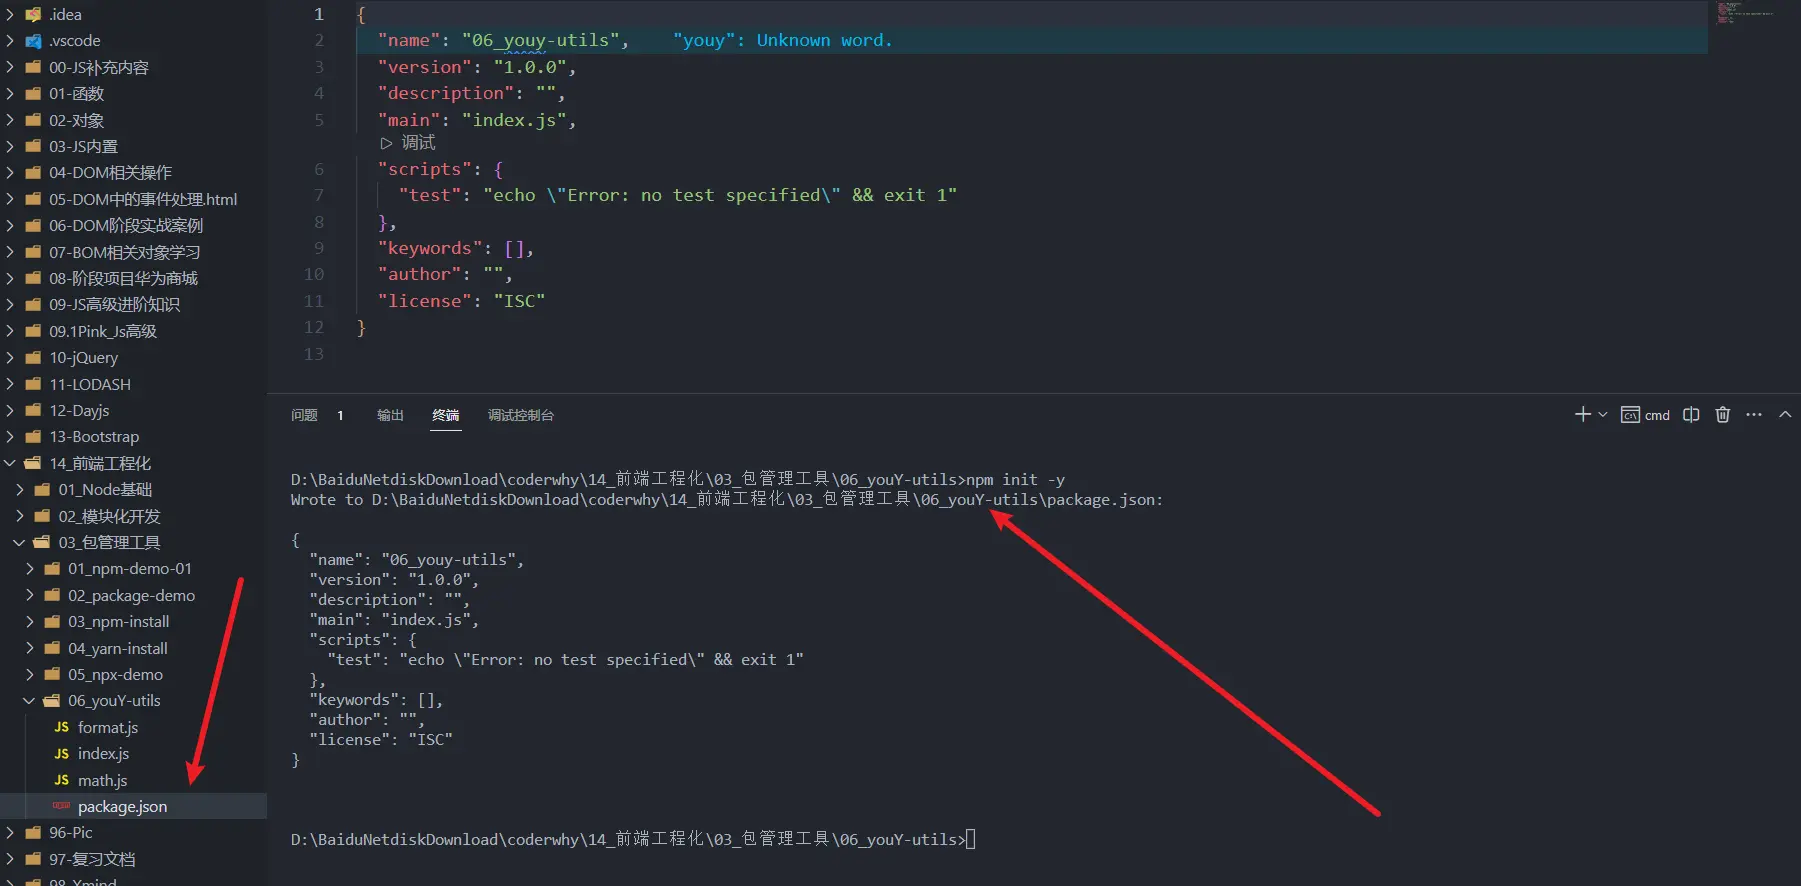 .idea
.vscode
00-JS补充内容
01-函数
02-对象
03-JS内置
04-DOM相关操作
05-DOM中的事件处理.html
06-DOM阶段实战案例
07-BOM相关对象学习
08-阶段项目华为商城
09-JS高级进阶知识
09.1Pink_Js高级
10-jQuery
11-LODASH
12-Dayjs
13-Bootstrap
14_前端工程化
01_Node基础
02_模块化开发
03_包管理工具
01_npm-demo-01
02_package-demo
03_npm-install
04_yarn-install
05_npx-demo
06_youY-utils
JS format.js
JS index.js
JS math.js
package.json
96-Pic
97-复习文档
98-Xmind
1 {
2 "name": "06_youy-utils", "youy": Unknown word.
3 "version": "1.0.0",
4 "description": "",
5 "main": "index.js",
调试
6 "scripts": {
7 "test": "echo \"Error: no test specified\" && exit 1"
8 },
9 "keywords": [],
10 "author": "",
11 "license": "ISC"
12 }
13
问题 1 输出 终端 调试控制台 cmd
D:\BaiduNetdiskDownload\coderwhy\14_前端工程化\03_包管理工具\06_youY-utils>npm init -y
Wrote to D:\BaiduNetdiskDownload\coderwhy\14_前端工程化\03_包管理工具\06_youY-utils\package.json:
{
"name": "06_youy-utils",
"version": "1.0.0",
"description": "",
"main": "index.js",
"scripts": {
"test": "echo \"Error: no test specified\" && exit 1"
},
"keywords": [],
"author": "",
"license": "ISC"
}
D:\BaiduNetdiskDownload\coderwhy\14_前端工程化\03_包管理工具\06_youY-utils>